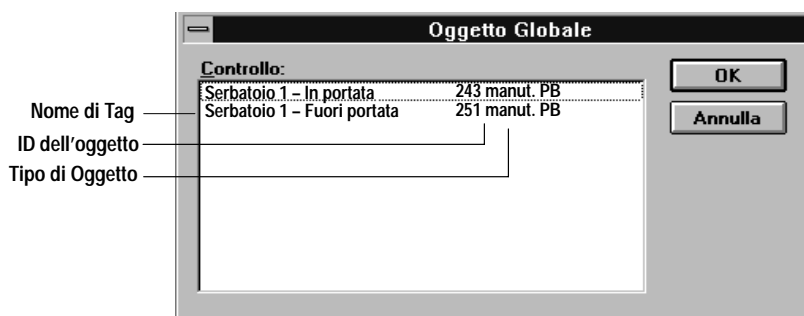 Oggetto Globale
Controllo:
OK
Serbatoio 1 – In portata 243 manut. PB
Nome di Tag
Serbatoio 1 – Fuori portata 251 manut. PB
Annulla
ID dell'oggetto
Tipo di Oggetto